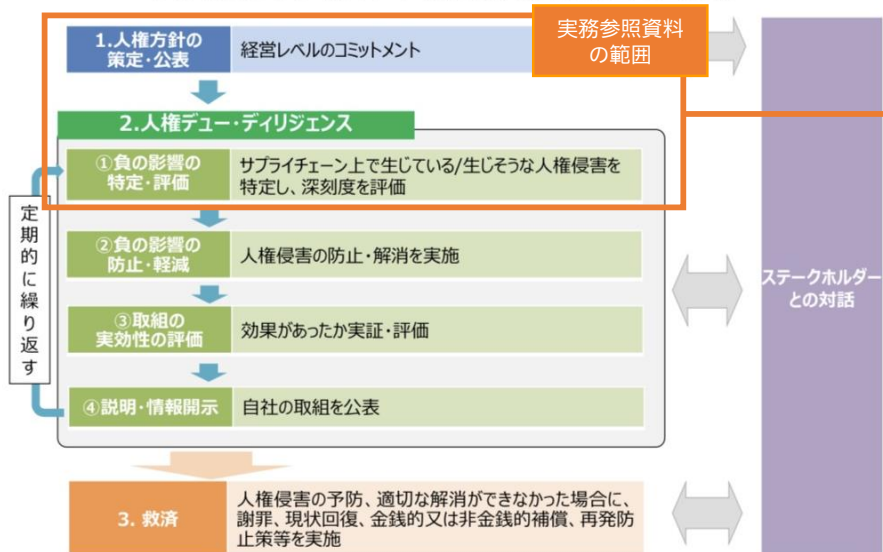 1.人権方針の
策定・公表
経営レベルのコミットメント
実務参照資料
の範囲
2.人権デュー・ディリジェンス
①負の影響の
特定・評価
サプライチェーン上で生じている/生じそうな人権侵害を
特定し、深刻度を評価
②負の影響の
防止・軽減
人権侵害の防止・解消を実施
③取組の
実効性の評価
効果があったか実証・評価
④説明・情報開示
自社の取組を公表
定期的に繰り返す
ステークホルダー
との対話
3. 救済
人権侵害の予防、適切な解消ができなかった場合に、
謝罪、現状回復、金銭的又は非金銭的補償、再発防
止策等を実施